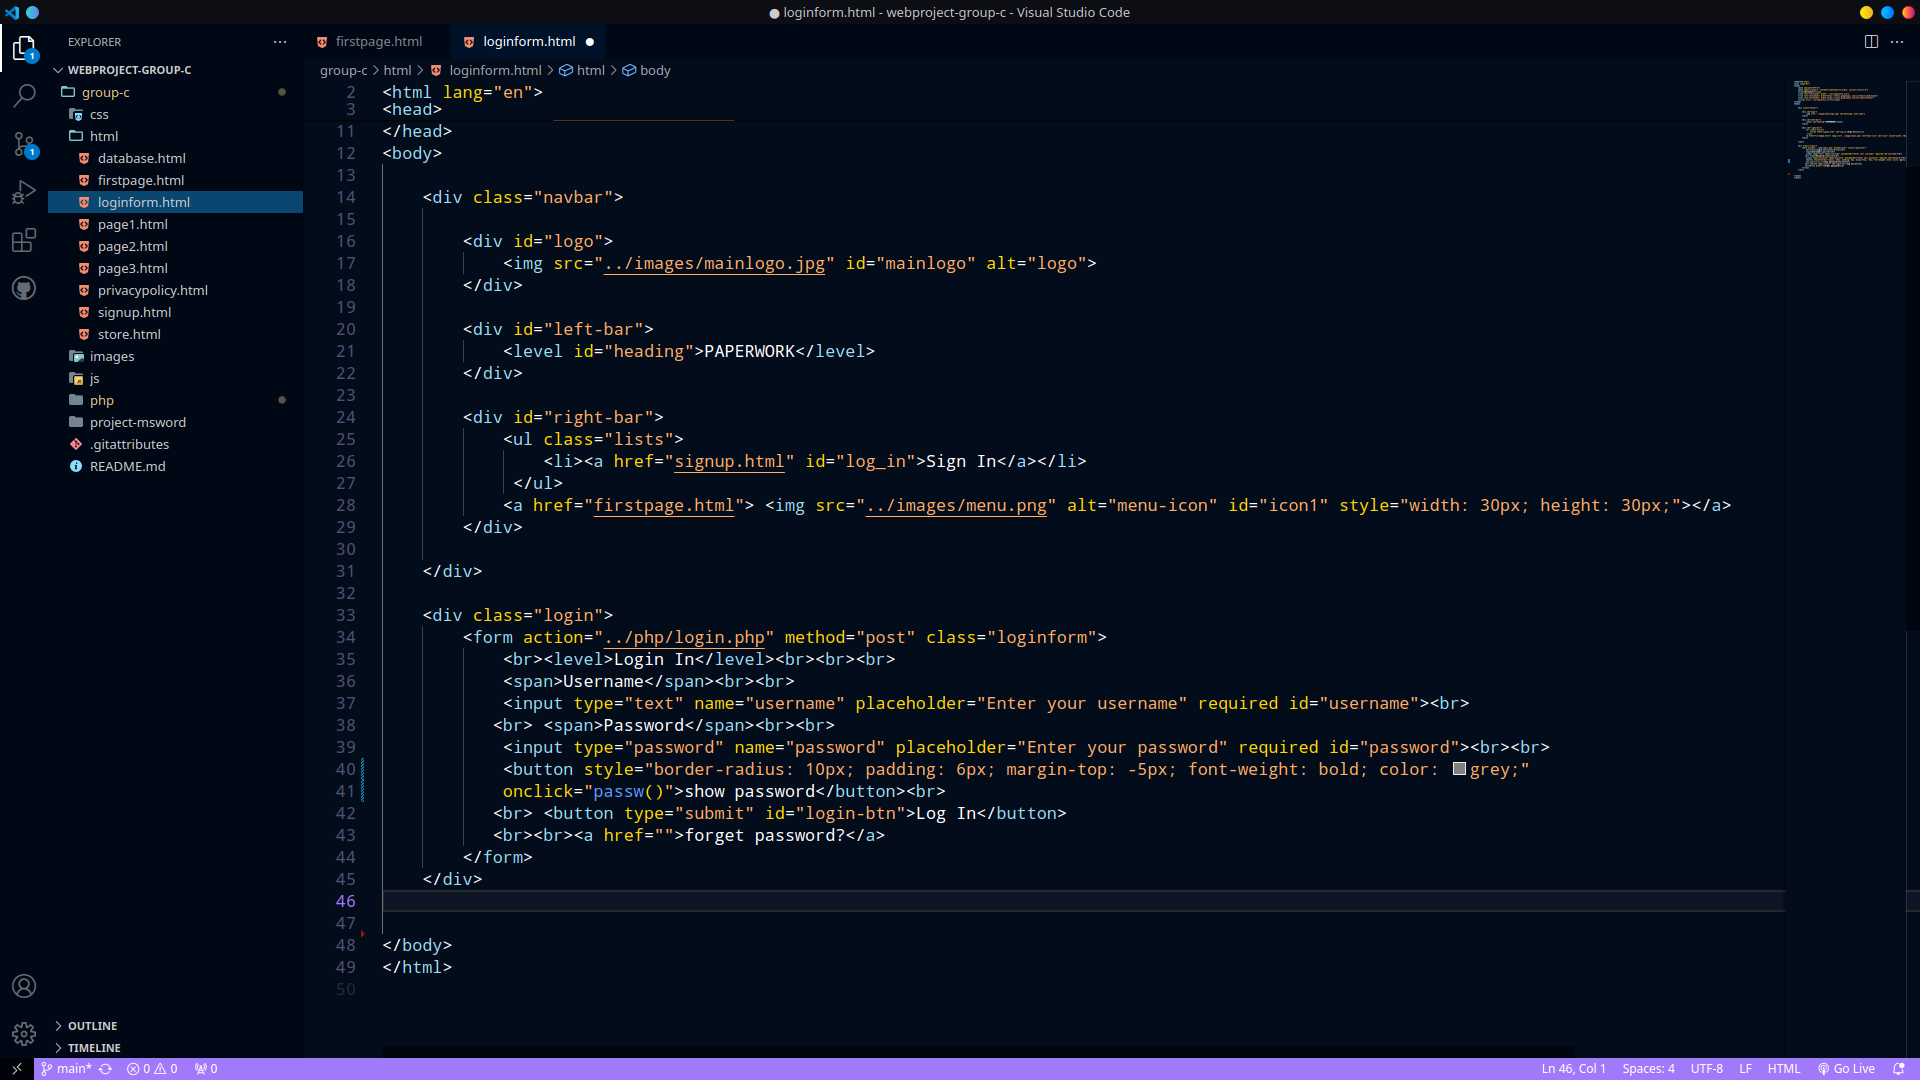 ● loginform.html - webproject-group-c - Visual Studio Code
EXPLORER
firstpage.html
loginform.html ●
WEBPROJECT-GROUP-C
group-c > html > loginform.html > html > body
group-c
css
html
database.html
firstpage.html
loginform.html
page1.html
page2.html
page3.html
privacypolicy.html
signup.html
store.html
images
js
php
project-msword
.gitattributes
README.md
OUTLINE
TIMELINE
1
1
2 <html lang="en">
3 <head>
11 </head>
12 <body>
13
14 <div class="navbar">
15
16 <div id="logo">
17 <img src="../images/mainlogo.jpg" id="mainlogo" alt="logo">
18 </div>
19
20 <div id="left-bar">
21 <level id="heading">PAPERWORK</level>
22 </div>
23
24 <div id="right-bar">
25 <ul class="lists">
26 <li><a href="signup.html" id="log_in">Sign In</a></li>
27 </ul>
28 <a href="firstpage.html"> <img src="../images/menu.png" alt="menu-icon" id="icon1" style="width: 30px; height: 30px;"></a>
29 </div>
30
31 </div>
32
33 <div class="login">
34 <form action="../php/login.php" method="post" class="loginform">
35 <br><level>Login In</level><br><br><br>
36 <span>Username</span><br><br>
37 <input type="text" name="username" placeholder="Enter your username" required id="username"><br>
38 <br> <span>Password</span><br><br>
39 <input type="password" name="password" placeholder="Enter your password" required id="password"><br><br>
40 <button style="border-radius: 10px; padding: 6px; margin-top: -5px; font-weight: bold; color: grey;"
41 onclick="passw()">show password</button><br>
42 <br> <button type="submit" id="login-btn">Log In</button>
43 <br><br><a href="">forget password?</a>
44 </form>
45 </div>
46
47
48 </body>
49 </html>
50
main* 0 0 0
Ln 46, Col 1 Spaces: 4 UTF-8 LF HTML Go Live